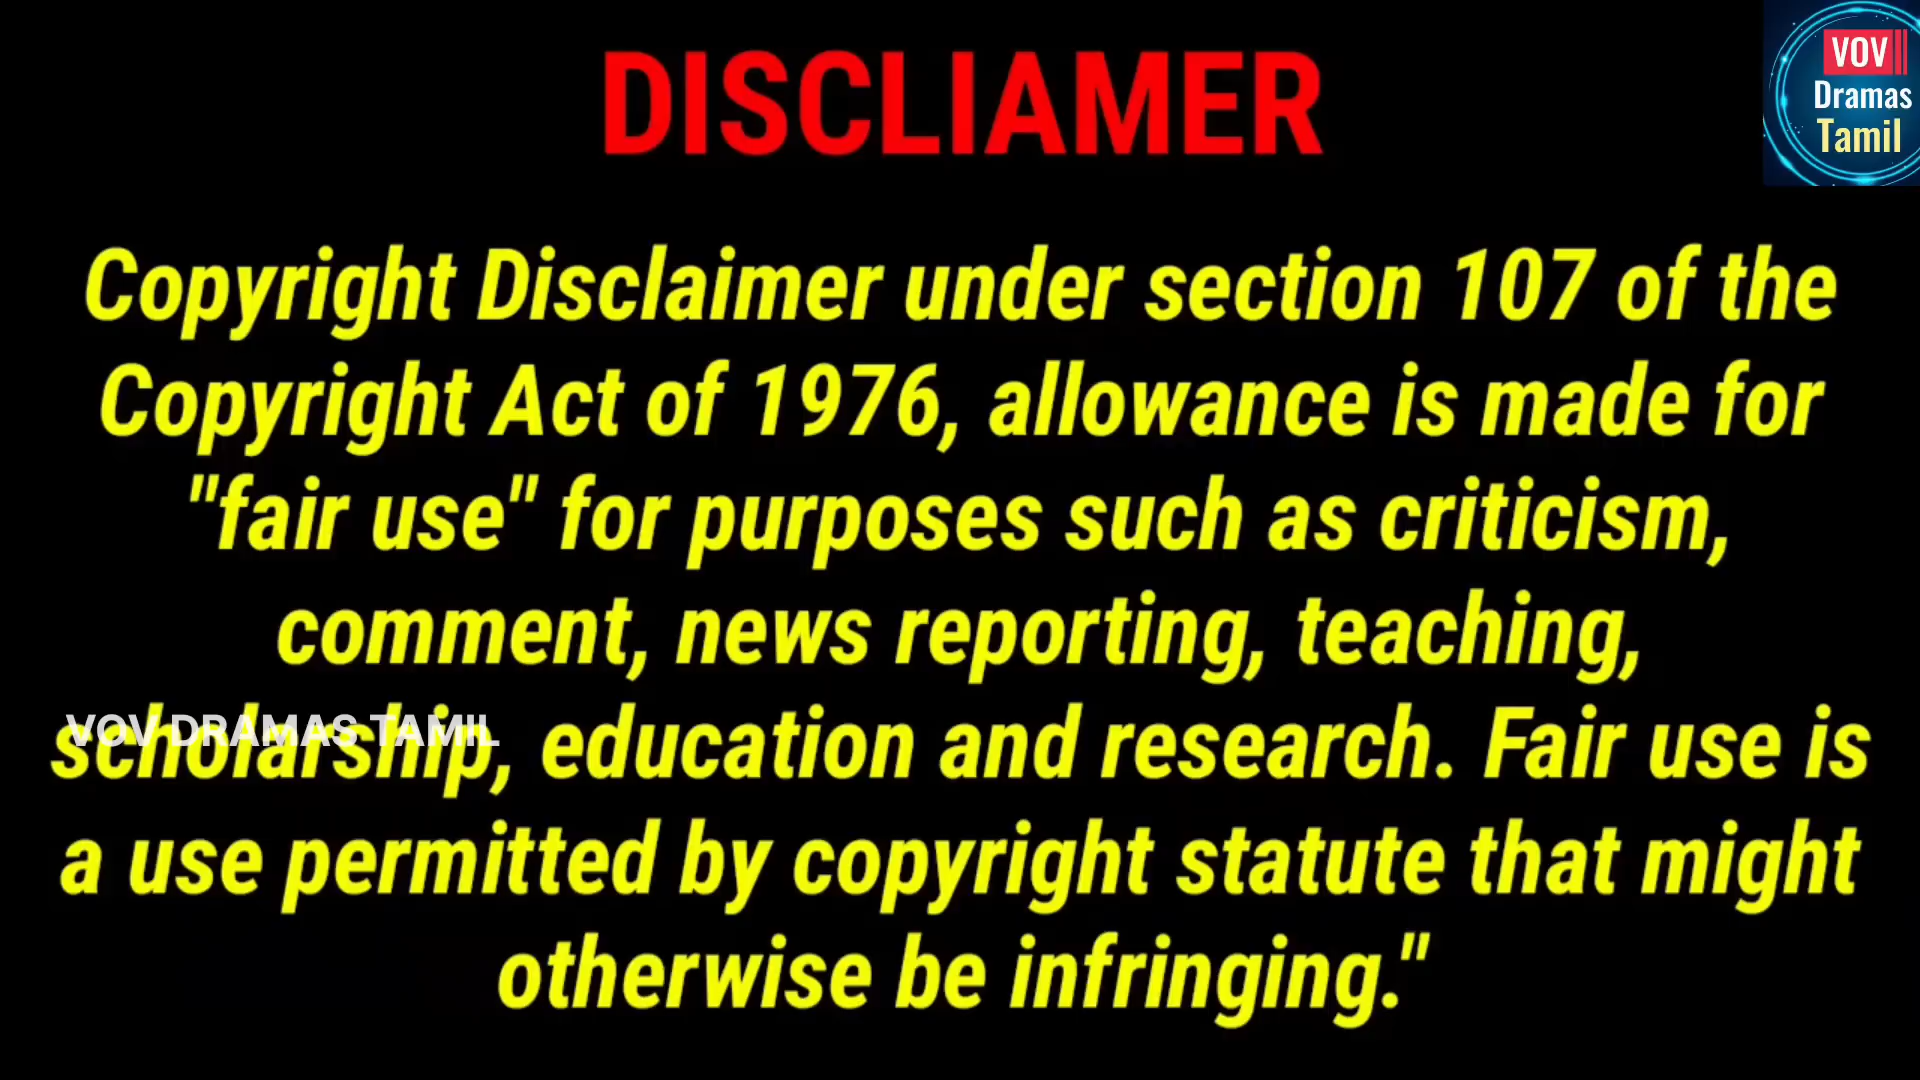 DISCLIAMER
VOV
Dramas
Tamil
Copyright Disclaimer under section 107 of the
Copyright Act of 1976, allowance is made for
"fair use" for purposes such as criticism,
comment, news reporting, teaching,
scholarship, education and research. Fair use is
VOV DRAMAS TAMIL
a use permitted by copyright statute that might
otherwise be infringing."